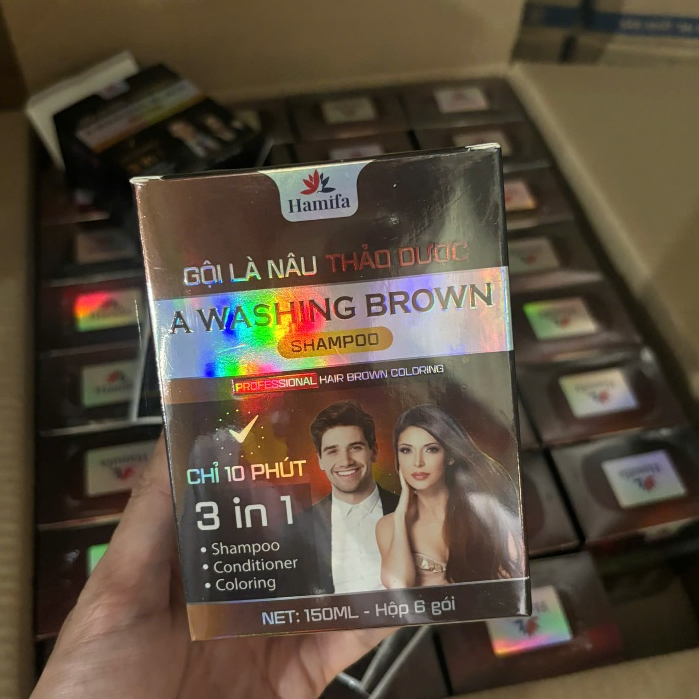 Hamifa
GỘI LÀ NÂU THẢO DƯỢC
A WASHING BROWN
SHAMPOO
PROFESSIONAL HAIR BROWN COLORING
CHỈ 10 PHÚT
3 in 1
• Shampoo
• Conditioner
• Coloring
NET: 150ML - Hộp 6 gói